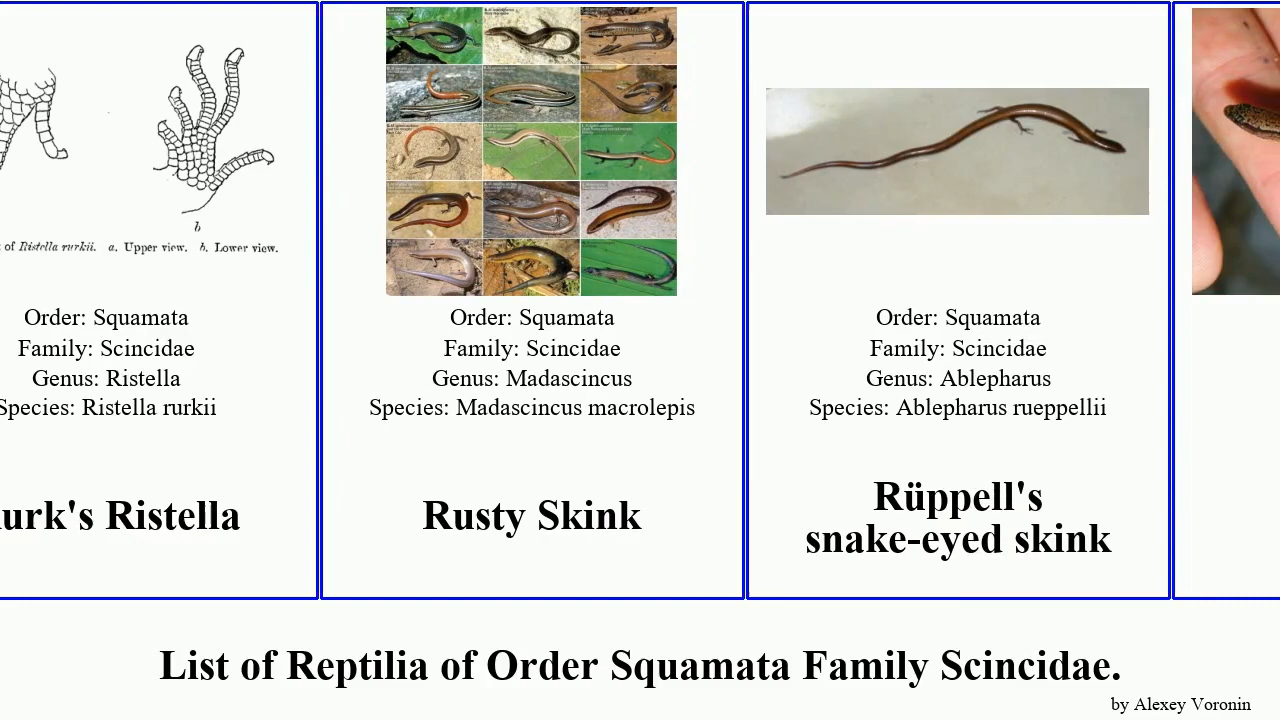 b
of Ristella rurkii. a. Upper view. b. Lower view.
Order: Squamata
Family: Scincidae
Genus: Ristella
Species: Ristella rurkii
urk's Ristella
Order: Squamata
Family: Scincidae
Genus: Madascincus
Species: Madascincus macrolepis
Rusty Skink
Order: Squamata
Family: Scincidae
Genus: Ablepharus
Species: Ablepharus rueppellii
Rüppell's
snake-eyed skink
List of Reptilia of Order Squamata Family Scincidae.
by Alexey Voronin